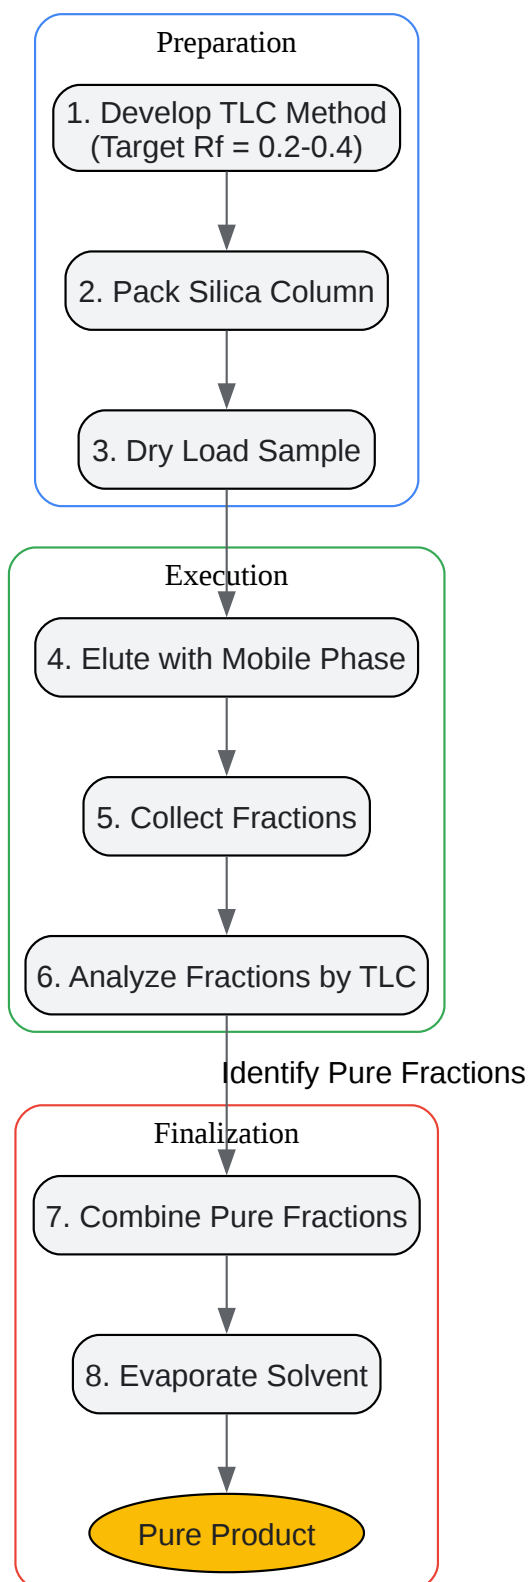 Preparation
1. Develop TLC Method
(Target Rf = 0.2-0.4)
2. Pack Silica Column
3. Dry Load Sample
Execution
4. Elute with Mobile Phase
5. Collect Fractions
6. Analyze Fractions by TLC
Identify Pure Fractions
Finalization
7. Combine Pure Fractions
8. Evaporate Solvent
Pure Product